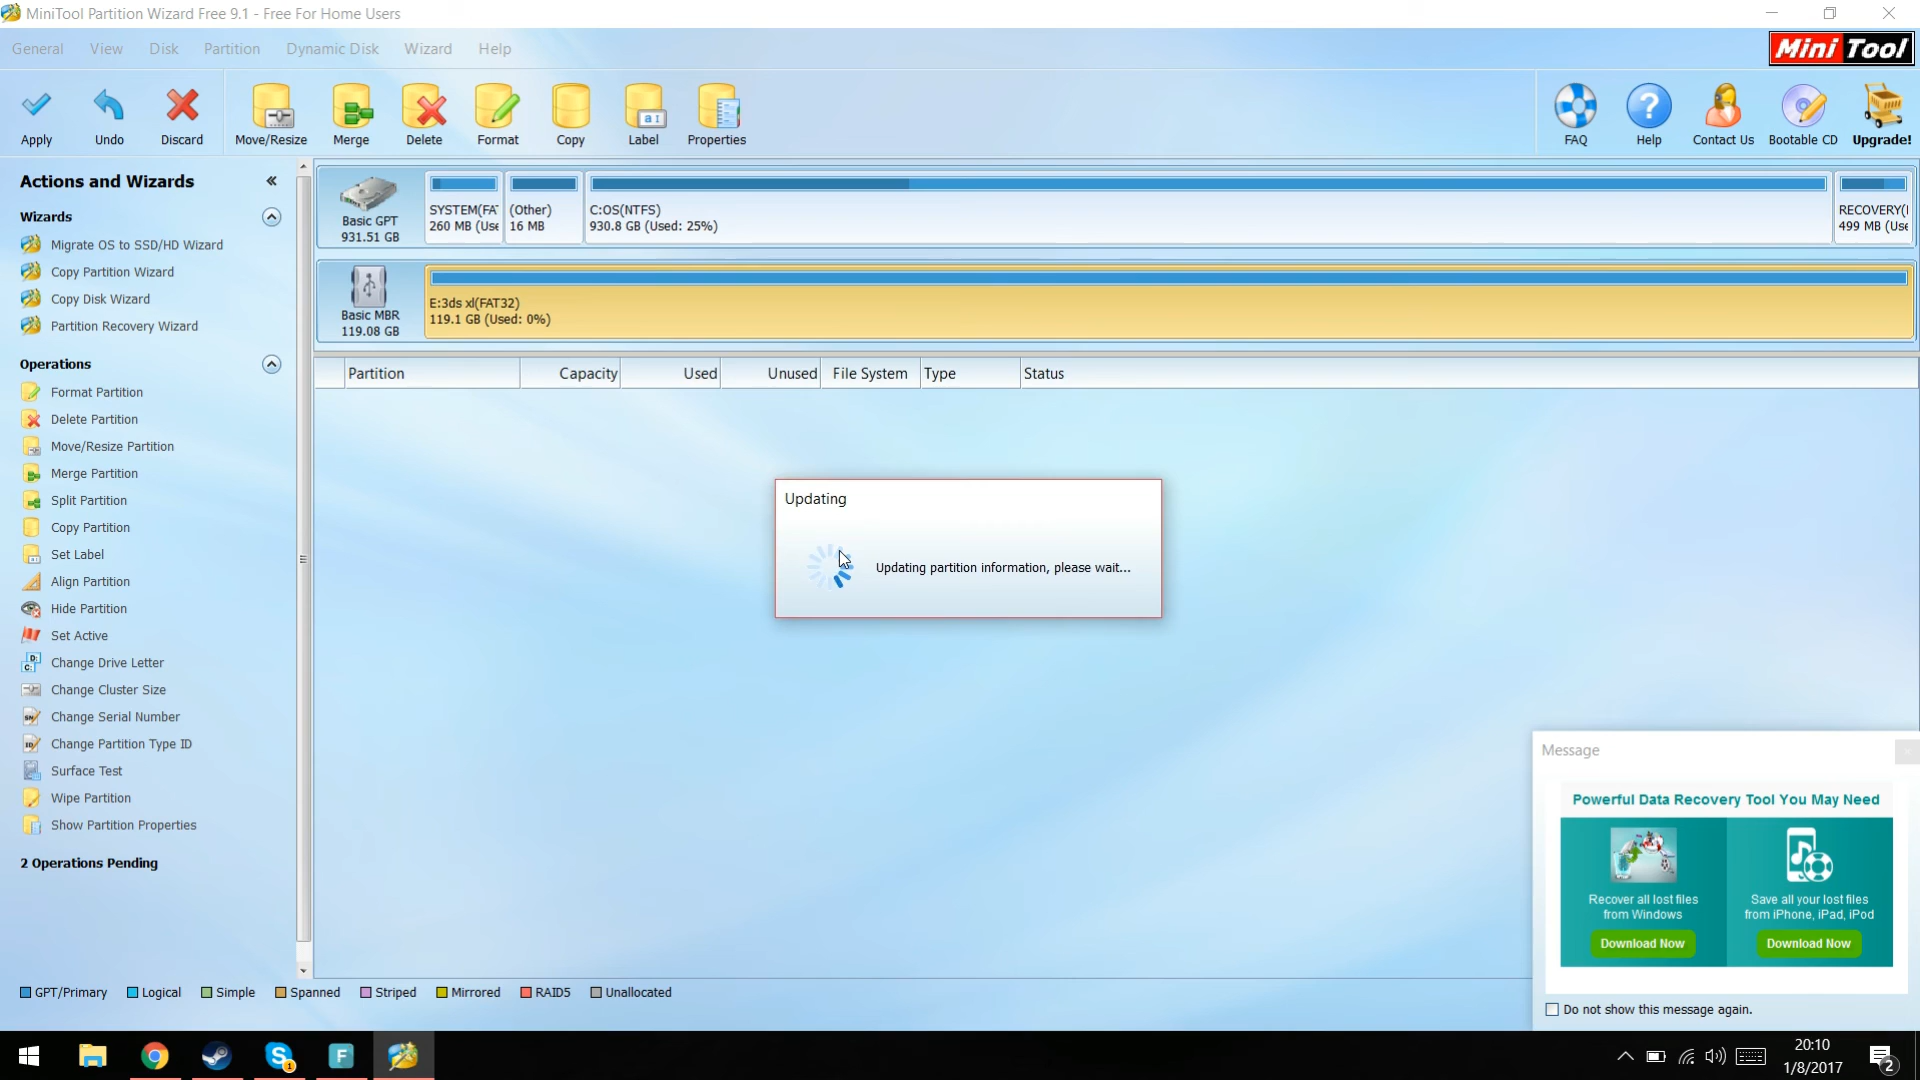 MiniTool Partition Wizard Free 9.1 - Free For Home Users
General View Disk Partition Dynamic Disk Wizard Help
Mini Tool
Apply Undo Discard Move/Resize Merge Delete Format Copy Label Properties FAQ Help Contact Us Bootable CD Upgrade!
Actions and Wizards
Wizards
Migrate OS to SSD/HD Wizard
Copy Partition Wizard
Copy Disk Wizard
Partition Recovery Wizard
Operations
Format Partition
Delete Partition
Move/Resize Partition
Merge Partition
Split Partition
Copy Partition
Set Label
Align Partition
Hide Partition
Set Active
Change Drive Letter
Change Cluster Size
Change Serial Number
Change Partition Type ID
Surface Test
Wipe Partition
Show Partition Properties
2 Operations Pending
Basic GPT
931.51 GB
SYSTEM(FAT
260 MB (Use
(Other)
16 MB
C:OS(NTFS)
930.8 GB (Used: 25%)
RECOVERY(
499 MB (Use
Basic MBR
119.08 GB
E:3ds xl(FAT32)
119.1 GB (Used: 0%)
Partition Capacity Used Unused File System Type Status
Updating
Updating partition information, please wait...
Message
Powerful Data Recovery Tool You May Need
Recover all lost files
from Windows
Download Now
Save all your lost files
from iPhone, iPad, iPod
Download Now
Do not show this message again.
GPT/Primary Logical Simple Spanned Striped Mirrored RAID5 Unallocated
20:10
1/8/2017
2